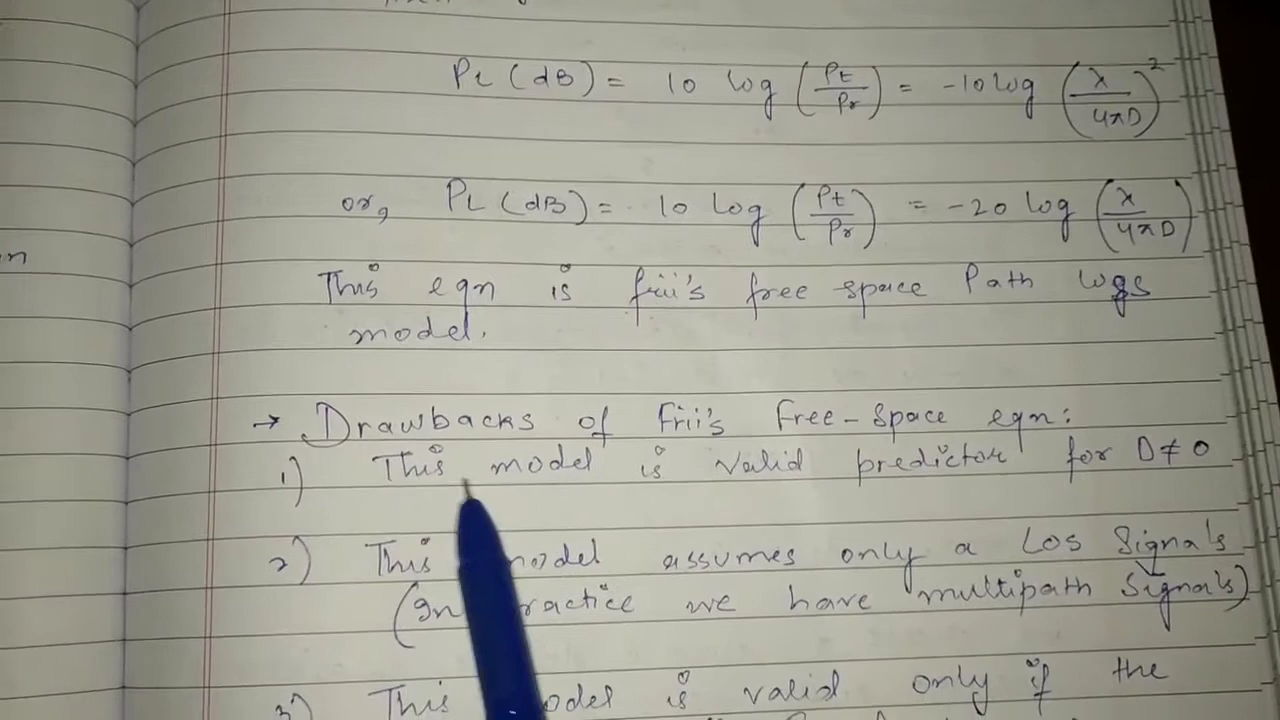 PL (dB) = 10 log (Pt/Pr) = -10 log (λ/4πD)²
or, PL (dB) = 10 log (Pt/Pr) = -20 log (λ/4πD)
n
This eqn is frii's free space Path loss
model.
→ Drawbacks of Frii's Free-Space eqn:
1) This model is valid predictor for D≠0
2) This model assumes only a LOS Signa's
(In practice we have multipath Signa's)
3) This model is valid only if the